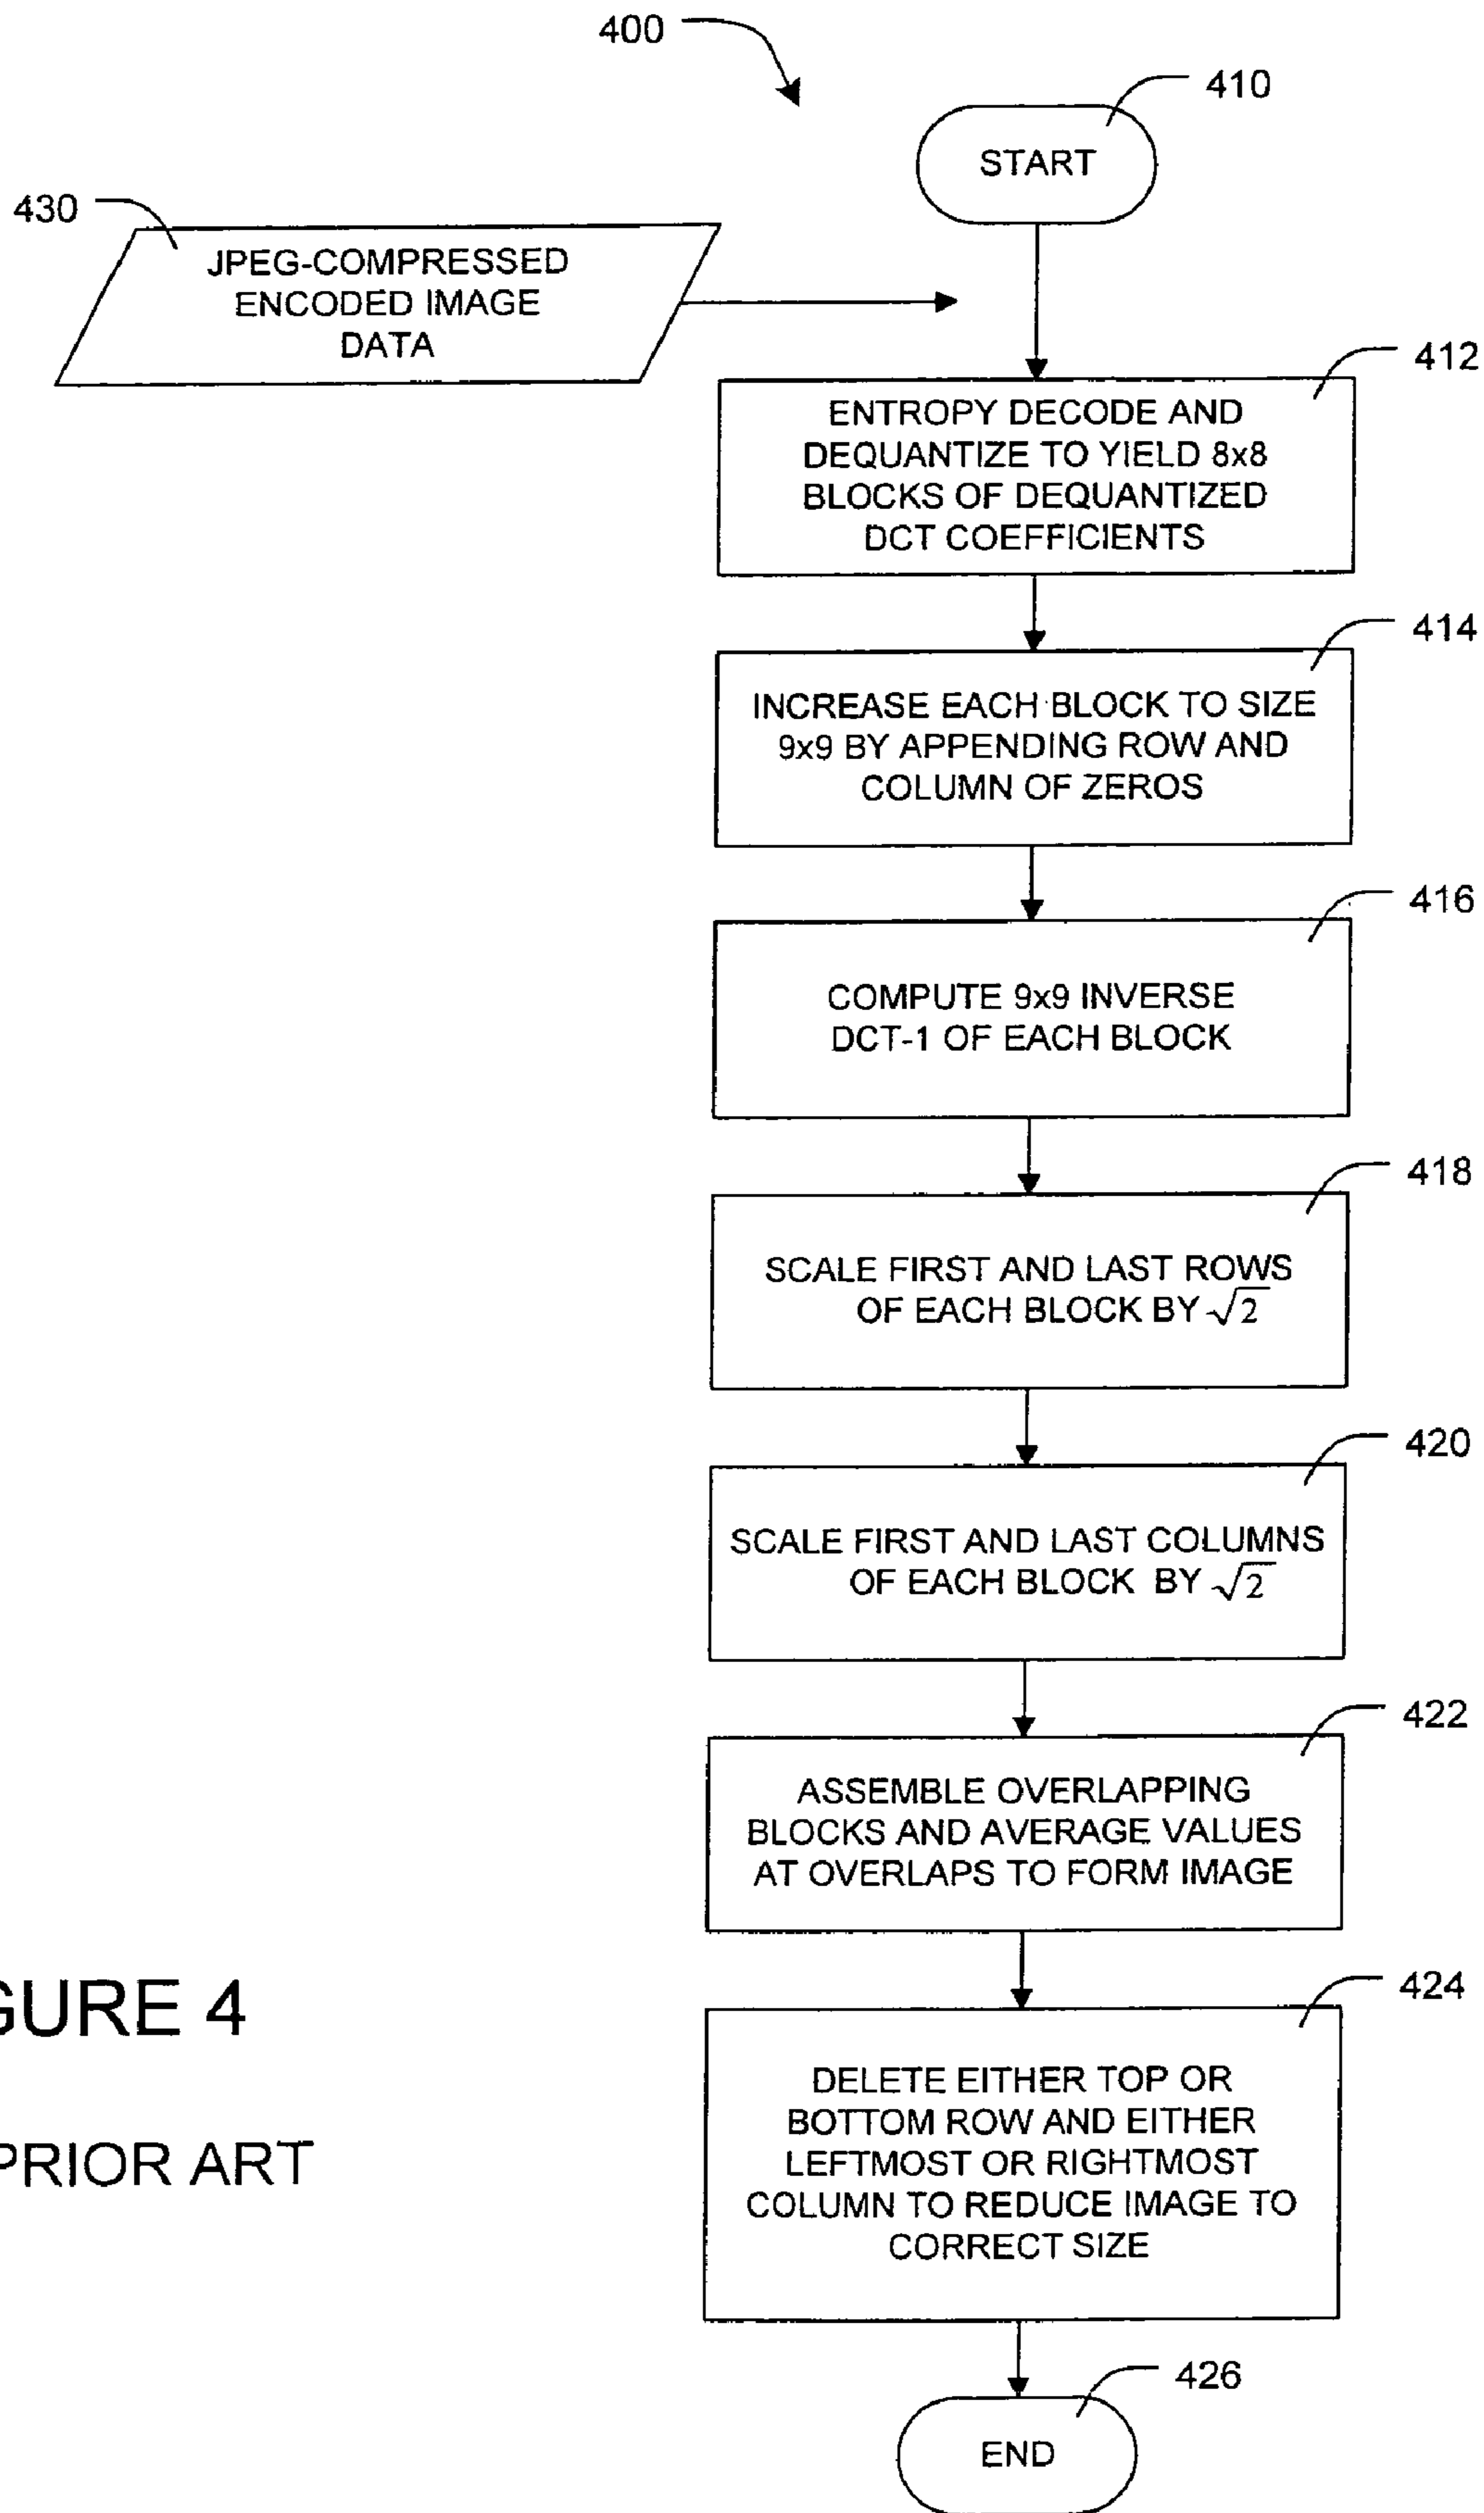 400
410
START
430
JPEG-COMPRESSED
ENCODED IMAGE
DATA
412
ENTROPY DECODE AND
DEQUANTIZE TO YIELD 8x8
BLOCKS OF DEQUANTIZED
DCT COEFFICIENTS
414
INCREASE EACH BLOCK TO SIZE
9x9 BY APPENDING ROW AND
COLUMN OF ZEROS
416
COMPUTE 9x9 INVERSE
DCT-1 OF EACH BLOCK
418
SCALE FIRST AND LAST ROWS
OF EACH BLOCK BY √2
420
SCALE FIRST AND LAST COLUMNS
OF EACH BLOCK BY √2
422
ASSEMBLE OVERLAPPING
BLOCKS AND AVERAGE VALUES
AT OVERLAPS TO FORM IMAGE
424
DELETE EITHER TOP OR
BOTTOM ROW AND EITHER
LEFTMOST OR RIGHTMOST
COLUMN TO REDUCE IMAGE TO
CORRECT SIZE
426
END
GURE 4
PRIOR ART